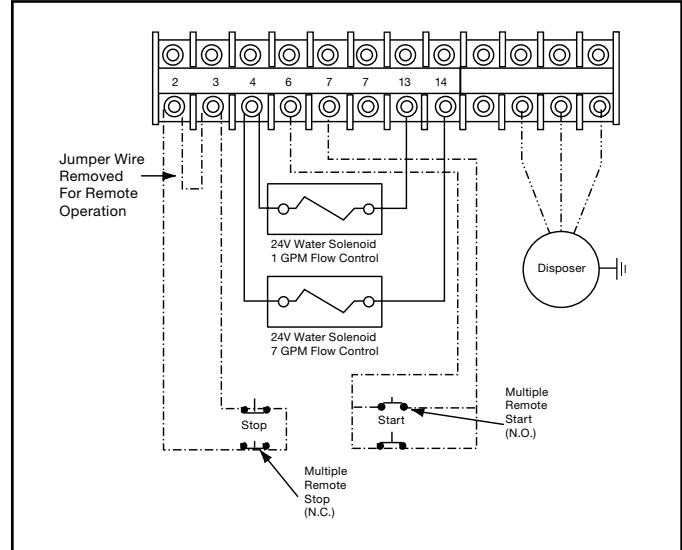 2 3 4 6 7 7 13 14
Jumper Wire
Removed
For Remote
Operation
24V Water Solenoid
1 GPM Flow Control
Disposer
24V Water Solenoid
7 GPM Flow Control
Stop
Start
Multiple
Remote
Start
(N.O.)
Multiple
Remote
Stop
(N.C.)